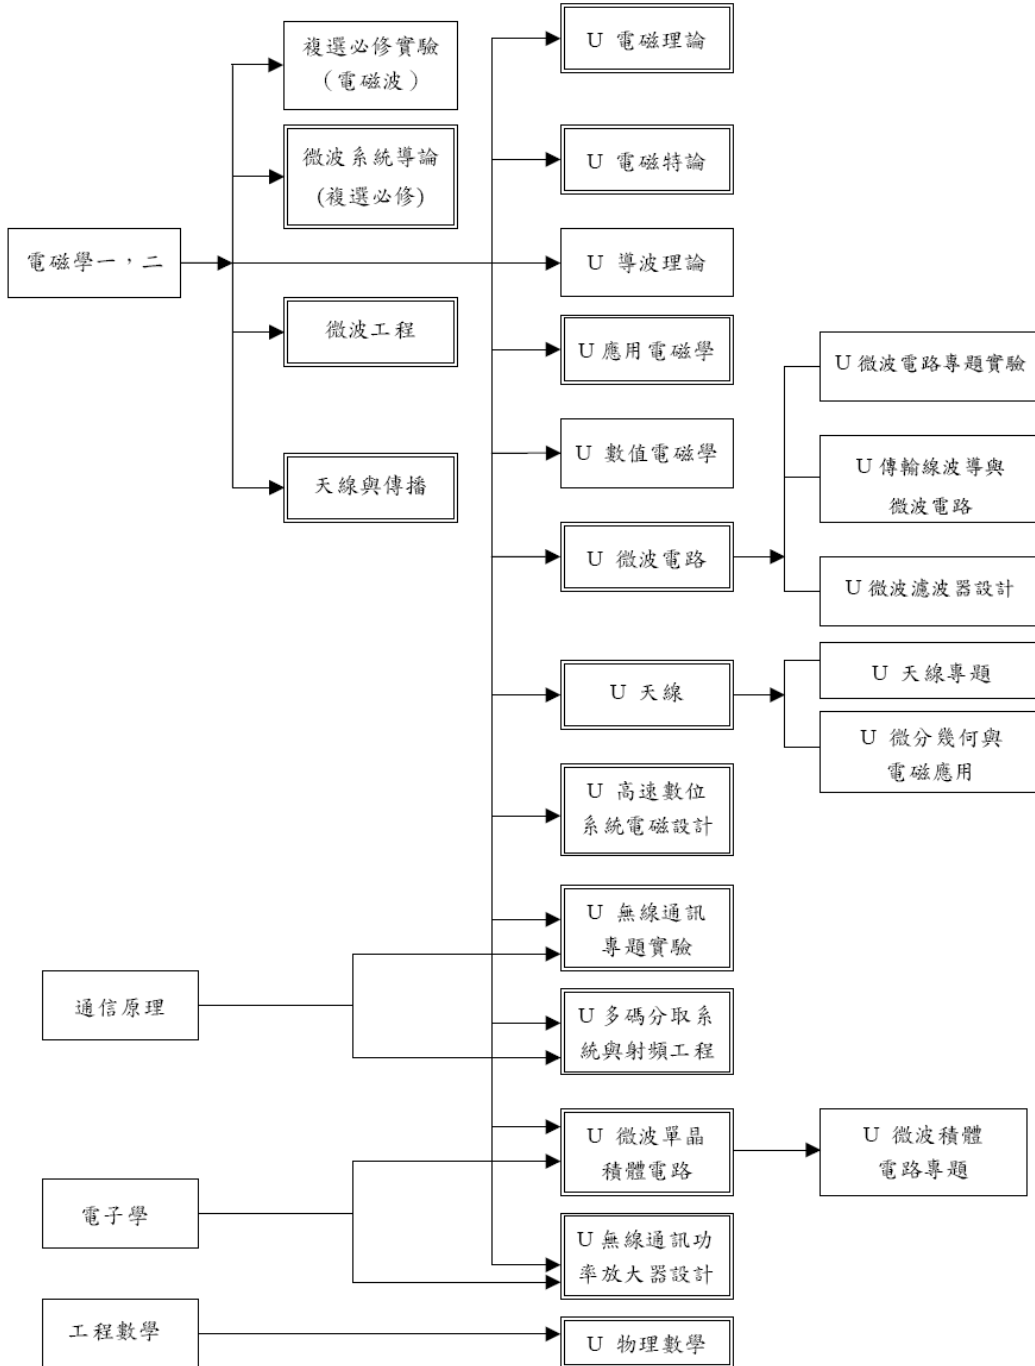 複選必修實驗
(電磁波)
微波系統導論
(複選必修)
電磁學一，二
微波工程
天線與傳播
U 電磁理論
U 電磁特論
U 導波理論
U 應用電磁學
U 數值電磁學
U 微波電路
U 微波電路專題實驗
U 傳輸線波導與
微波電路
U 微波濾波器設計
U 天線
U 天線專題
U 微分幾何與
電磁應用
U 高速數位
系統電磁設計
U 無線通訊
專題實驗
通信原理
U 多碼分取系
統與射頻工程
U 微波單晶
積體電路
U 微波積體
電路專題
電子學
U 無線通訊功
率放大器設計
工程數學
U 物理數學